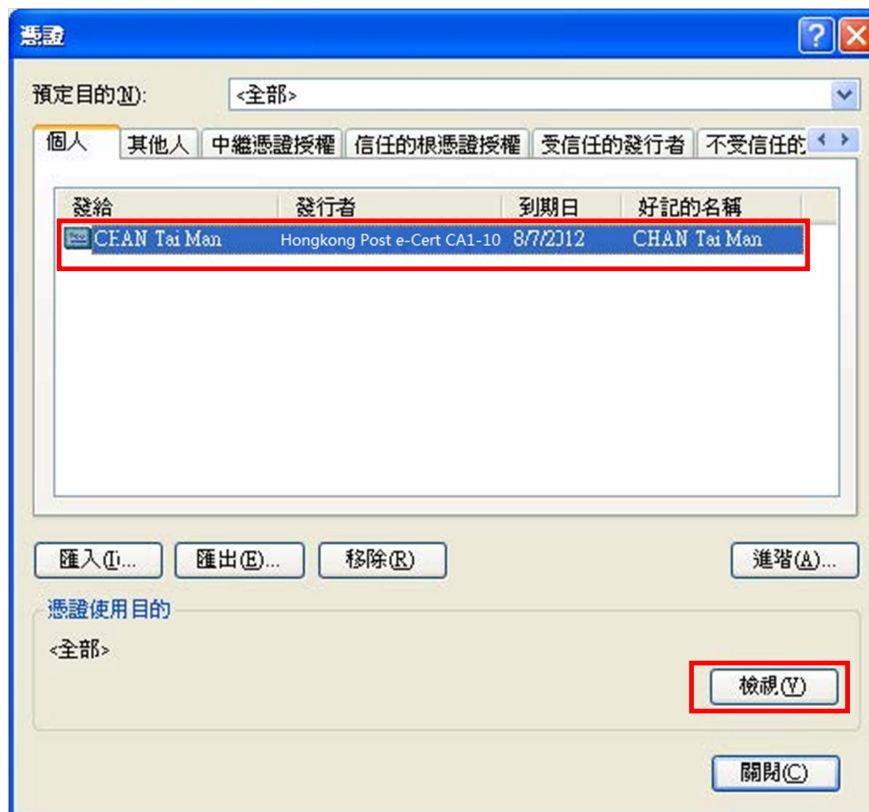 憑證
預定目的(N): <全部>
個人 其他人 中繼憑證授權 信任的根憑證授權 受信任的發行者 不受信任的
發給 發行者 到期日 好記的名稱
CHAN Tai Man Hongkong Post e-Cert CA1-10 8/7/2012 CHAN Tai Man
匯入(I)... 匯出(E)... 移除(R) 進階(A)...
憑證使用目的
<全部>
檢視(V)
關閉(C)